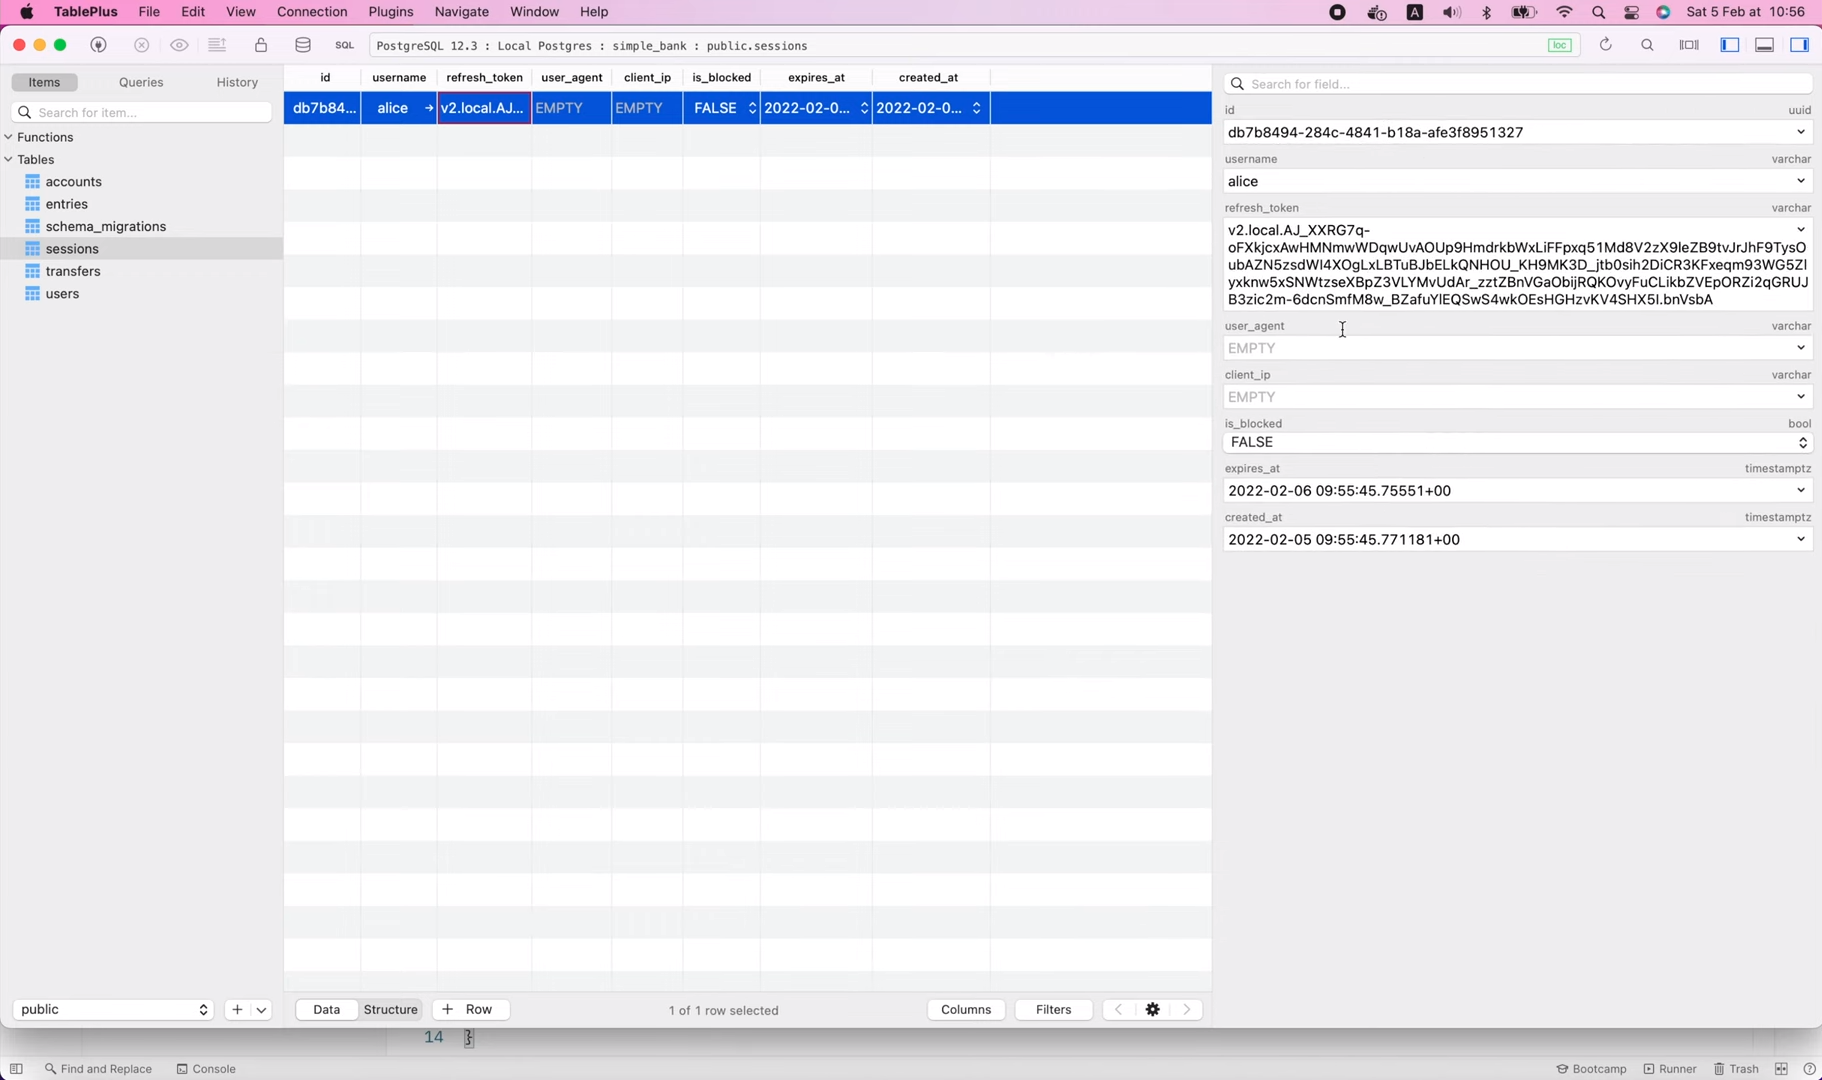 TablePlus File Edit View Connection Plugins Navigate Window Help A Sat 5 Feb at 10:56
SQL PostgreSQL 12.3 : Local Postgres : simple_bank : public.sessions loc
Items Queries History
Search for item...
Functions
Tables
accounts
entries
schema_migrations
sessions
transfers
users
id username refresh_token user_agent client_ip is_blocked expires_at created_at
db7b84... alice → v2.local.AJ... EMPTY EMPTY FALSE 2022-02-0... 2022-02-0...
Search for field...
id uuid
db7b8494-284c-4841-b18a-afe3f8951327
username varchar
alice
refresh_token varchar
v2.local.AJ_XXRG7q-
oFXkjcxAwHMNmwWDqwUvAOUp9HmdrkbWxLiFFpxq51Md8V2zX9leZB9tvJrJhF9TysO
ubAZN5zsdWI4XOgLxLBTuBJbELkQNHOU_KH9MK3D_jtb0sih2DiCR3KFxeqm93WG5Zl
yxknw5xSNWtzseXBpZ3VLYMvUdAr_zztZBnVGaObijRQKOvyFuCLikbZVEpORZi2qGRUJ
B3zic2m-6dcnSmfM8w_BZafuYlEQSwS4wkOEsHGHzvKV4SHX5I.bnVsbA
user_agent varchar
EMPTY
client_ip varchar
EMPTY
is_blocked bool
FALSE
expires_at timestamptz
2022-02-06 09:55:45.75551+00
created_at timestamptz
2022-02-05 09:55:45.771181+00
public + Data Structure + Row 1 of 1 row selected Columns Filters
14 }
Find and Replace Console Bootcamp Runner Trash